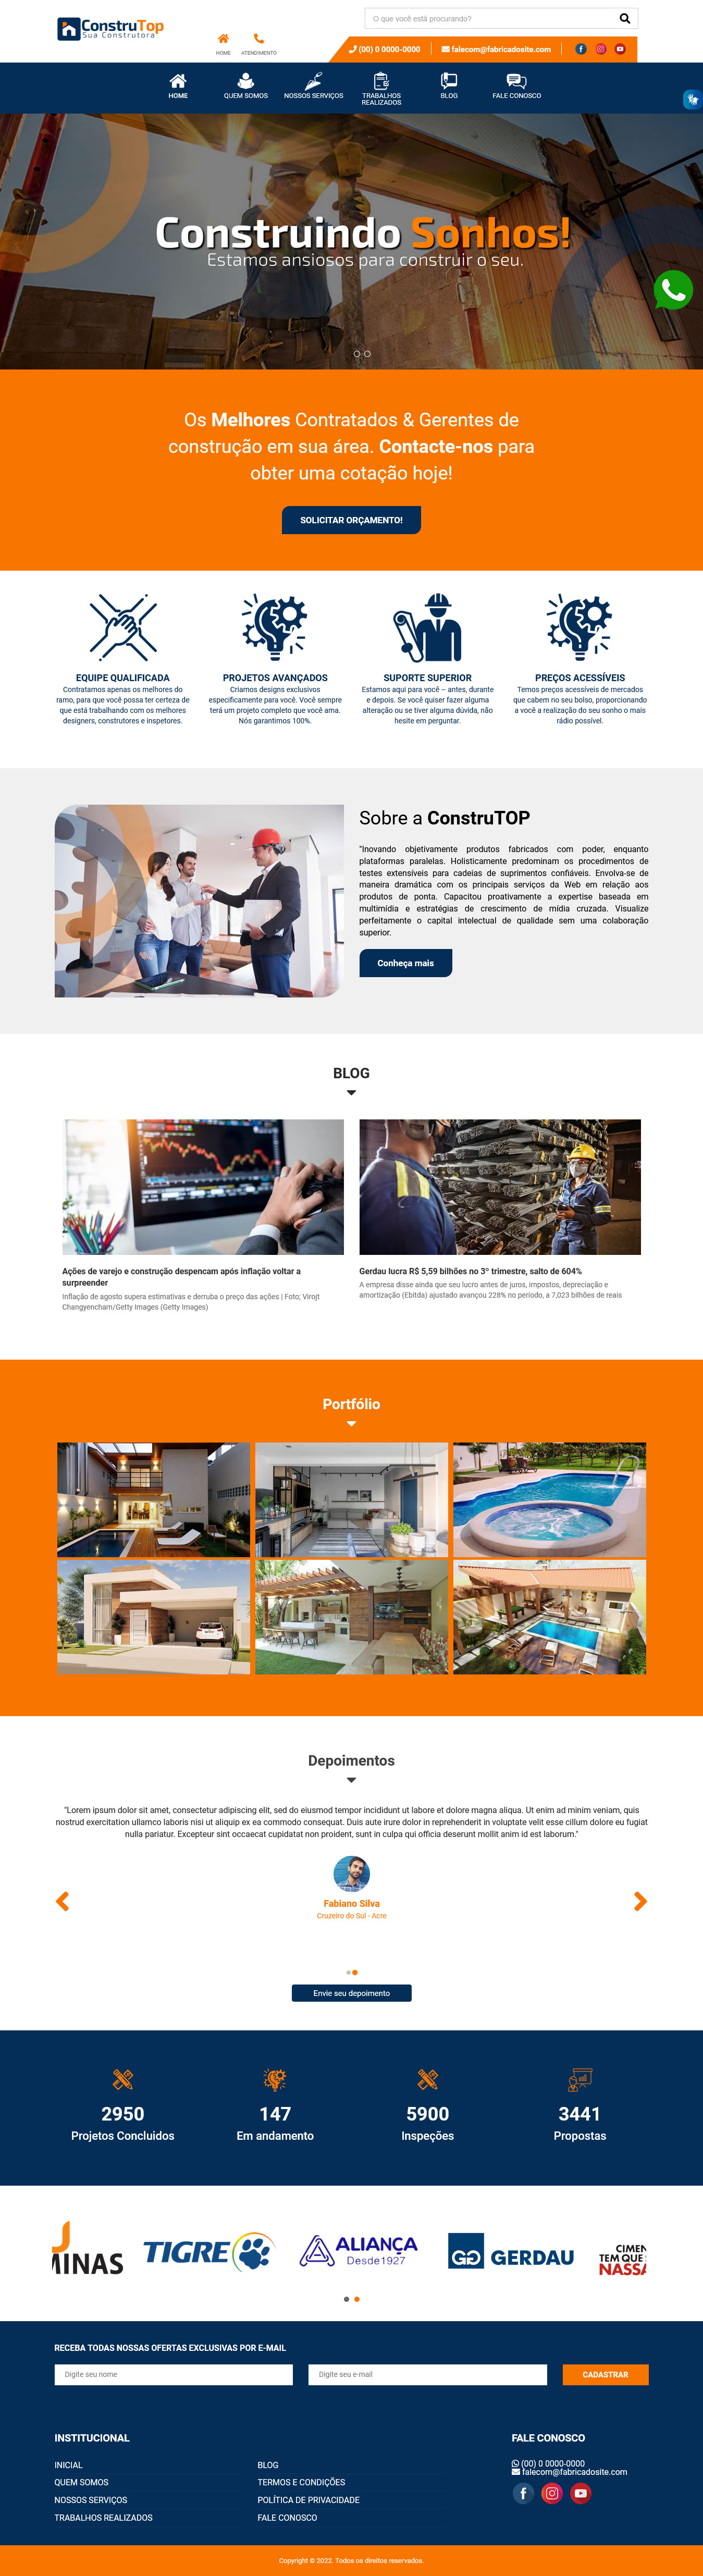 ConstruTop
Sua Construtora
HOME
ATENDIMENTO
O que você está procurando?
(00) 0 0000-0000
falecom@fabricadosite.com
HOME
QUEM SOMOS
NOSSOS SERVIÇOS
TRABALHOS
REALIZADOS
BLOG
FALE CONOSCO
Construindo Sonhos!
Estamos ansiosos para construir o seu.
Os Melhores Contratados & Gerentes de
construção em sua área. Contacte-nos para
obter uma cotação hoje!
SOLICITAR ORÇAMENTO!
EQUIPE QUALIFICADA
Contratamos apenas os melhores do
ramo, para que você possa ter certeza de
que está trabalhando com os melhores
designers, construtores e inspetores.
PROJETOS AVANÇADOS
Criamos designs exclusivos
especificamente para você. Você sempre
terá um projeto completo que você ama.
Nós garantimos 100%.
SUPORTE SUPERIOR
Estamos aqui para você – antes, durante
e depois. Se você quiser fazer alguma
alteração ou se tiver alguma dúvida, não
hesite em perguntar.
PREÇOS ACESSÍVEIS
Temos preços acessíveis de mercados
que cabem no seu bolso, proporcionando
a você a realização do seu sonho o mais
rádio possível.
Sobre a ConstruTOP
"Inovando objetivamente produtos fabricados com poder, enquanto
plataformas paralelas. Holisticamente predominam os procedimentos de
testes extensíveis para cadeias de suprimentos confiáveis. Envolva-se de
maneira dramática com os principais serviços da Web em relação aos
produtos de ponta. Capacitou proativamente a expertise baseada em
multimídia e estratégias de crescimento de mídia cruzada. Visualize
perfeitamente o capital intelectual de qualidade sem uma colaboração
superior.
Conheça mais
BLOG
Ações de varejo e construção despencam após inflação voltar a
surpreender
Inflação de agosto supera estimativas e derruba o preço das ações | Foto; Virojt
Changyencham/Getty Images (Getty Images)
Gerdau lucra R$ 5,59 bilhões no 3º trimestre, salto de 604%
A empresa disse ainda que seu lucro antes de juros, impostos, depreciação e
amortização (Ebitda) ajustado avançou 228% no período, a 7,023 bilhões de reais
Portfólio
Depoimentos
"Lorem ipsum dolor sit amet, consectetur adipiscing elit, sed do eiusmod tempor incididunt ut labore et dolore magna aliqua. Ut enim ad minim veniam, quis
nostrud exercitation ullamco laboris nisi ut aliquip ex ea commodo consequat. Duis aute irure dolor in reprehenderit in voluptate velit esse cillum dolore eu fugiat
nulla pariatur. Excepteur sint occaecat cupidatat non proident, sunt in culpa qui officia deserunt mollit anim id est laborum."
Fabiano Silva
Cruzeiro do Sul - Acre
Envie seu depoimento
2950
Projetos Concluidos
147
Em andamento
5900
Inspeções
3441
Propostas
MINAS
TIGRE
ALIANÇA
Desde1927
GERDAU
CIMEN
TEM QUE S
NASSA
RECEBA TODAS NOSSAS OFERTAS EXCLUSIVAS POR E-MAIL
Digite seu nome
Digite seu e-mail
CADASTRAR
INSTITUCIONAL
INICIAL
QUEM SOMOS
NOSSOS SERVIÇOS
TRABALHOS REALIZADOS
BLOG
TERMOS E CONDIÇÕES
POLÍTICA DE PRIVACIDADE
FALE CONOSCO
FALE CONOSCO
(00) 0 0000-0000
falecom@fabricadosite.com
Copyright © 2022. Todos os direitos reservados.